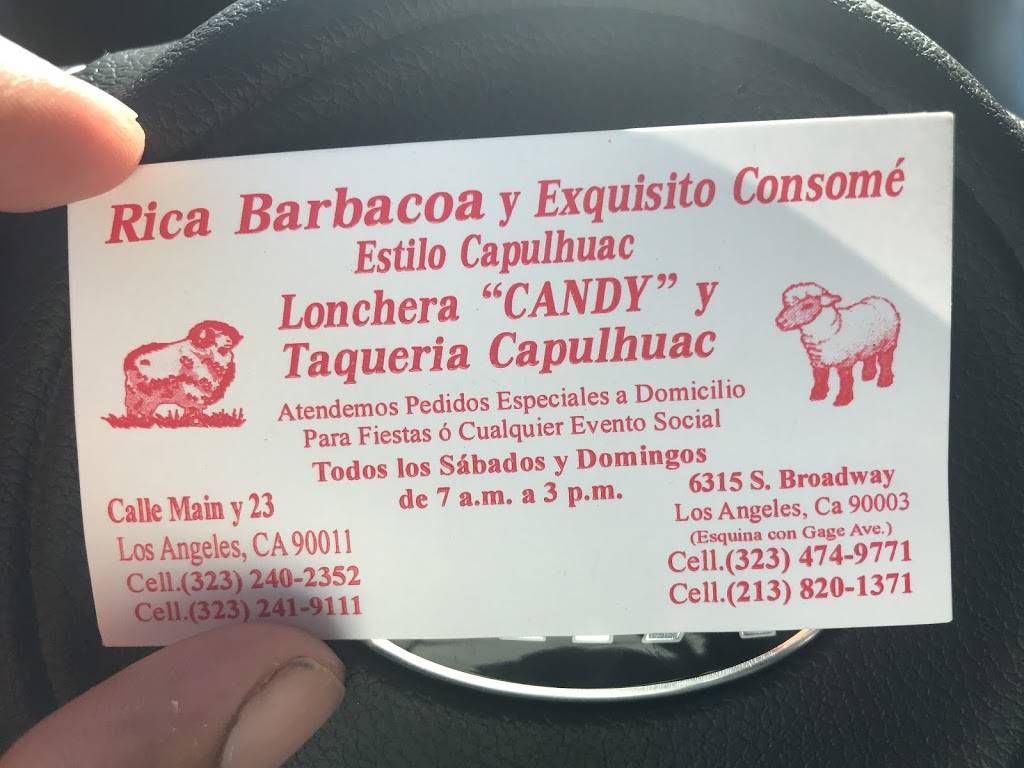 Rica Barbacoa y Exquisito Consomé
Estilo Capulhuac
Lonchera “CANDY” y
Taqueria Capulhuac
Atendemos Pedidos Especiales a Domicilio
Para Fiestas ó Cualquier Evento Social
Todos los Sábados y Domingos
de 7 a.m. a 3 p.m.
Calle Main y 23
Los Angeles, CA 90011
Cell.(323) 240-2352
Cell.(323) 241-9111
6315 S. Broadway
Los Angeles, Ca 90003
(Esquina con Gage Ave.)
Cell.(323) 474-9771
Cell.(213) 820-1371